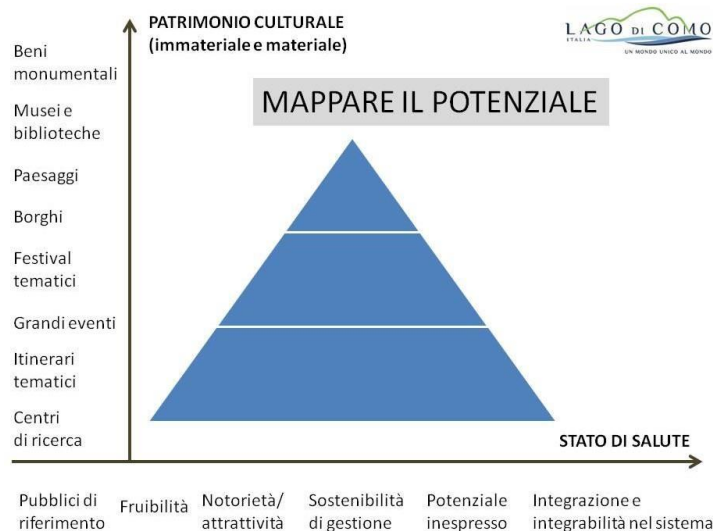 PATRIMONIO CULTURALE
(immateriale e materiale)
LAGO DI COMO
ITALIA
UN MONDO UNICO AL MONDO
MAPPARE IL POTENZIALE
Beni
monumentali
Musei e
biblioteche
Paesaggi
Borghi
Festival
tematici
Grandi eventi
Itinerari
tematici
Centri
di ricerca
STATO DI SALUTE
Pubblici di
riferimento
Fruibilità
Notorietà/
attrattività
Sostenibilità
di gestione
Potenziale
inespresso
Integrazione e
integrabilità nel sistema